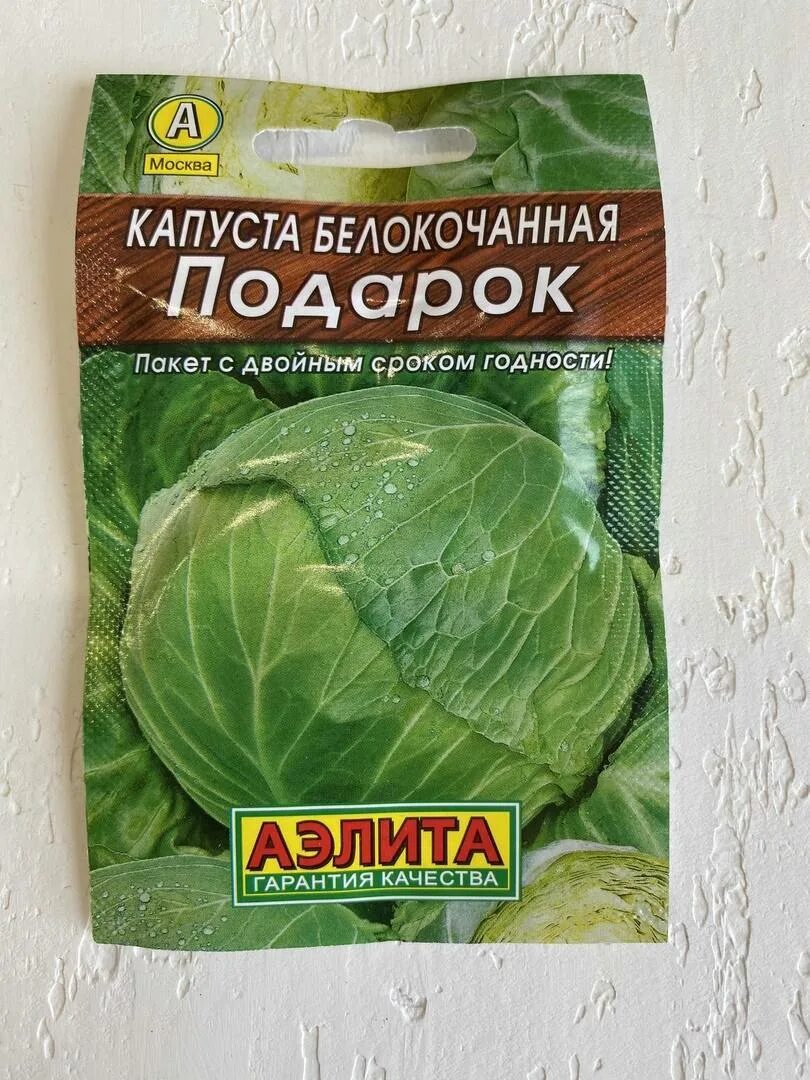 А
Москва
КАПУСТА БЕЛОКОЧАННАЯ
Подарок
Пакет с двойным сроком годности!
АЭЛИТА
ГАРАНТИЯ КАЧЕСТВА